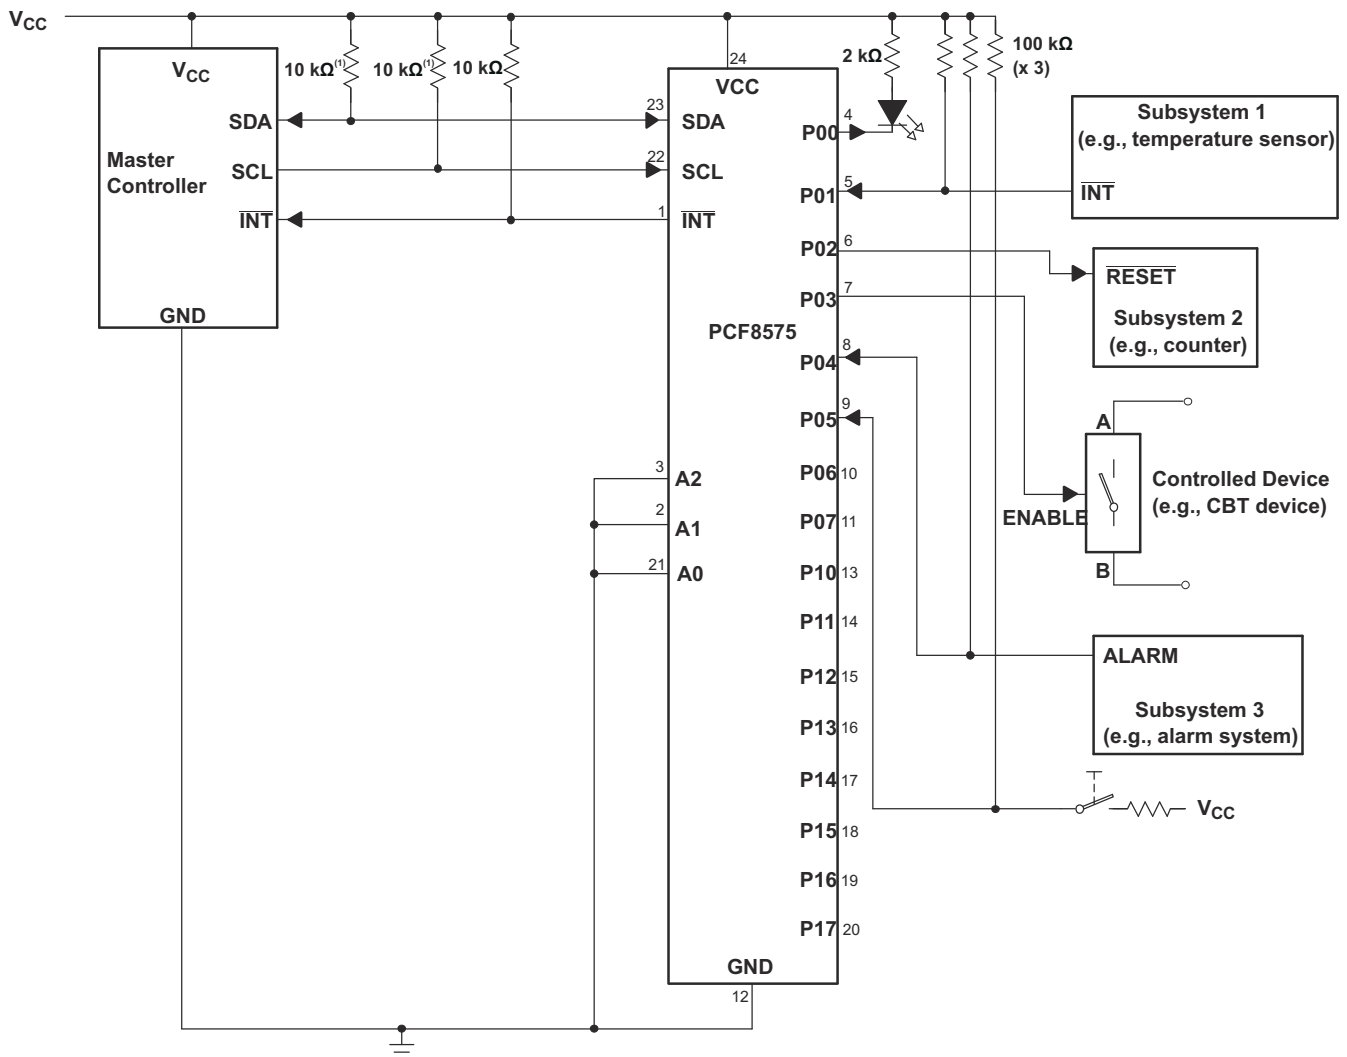 VCC
10 kΩ(1)
10 kΩ(1)
10 kΩ
2 kΩ
100 kΩ
(x 3)
VCC
SDA
Master
Controller
SCL
INT
GND
24
VCC
23
SDA
22
SCL
1
INT
PCF8575
3
A2
2
A1
21
A0
P00
4
P01
5
P02
6
P03
7
P04
8
P05
9
P06
10
P07
11
P10
13
P11
14
P12
15
P13
16
P14
17
P15
18
P16
19
P17
20
GND
12
Subsystem 1
(e.g., temperature sensor)
INT
RESET
Subsystem 2
(e.g., counter)
A
Controlled Device
(e.g., CBT device)
ENABLE
B
ALARM
Subsystem 3
(e.g., alarm system)
VCC